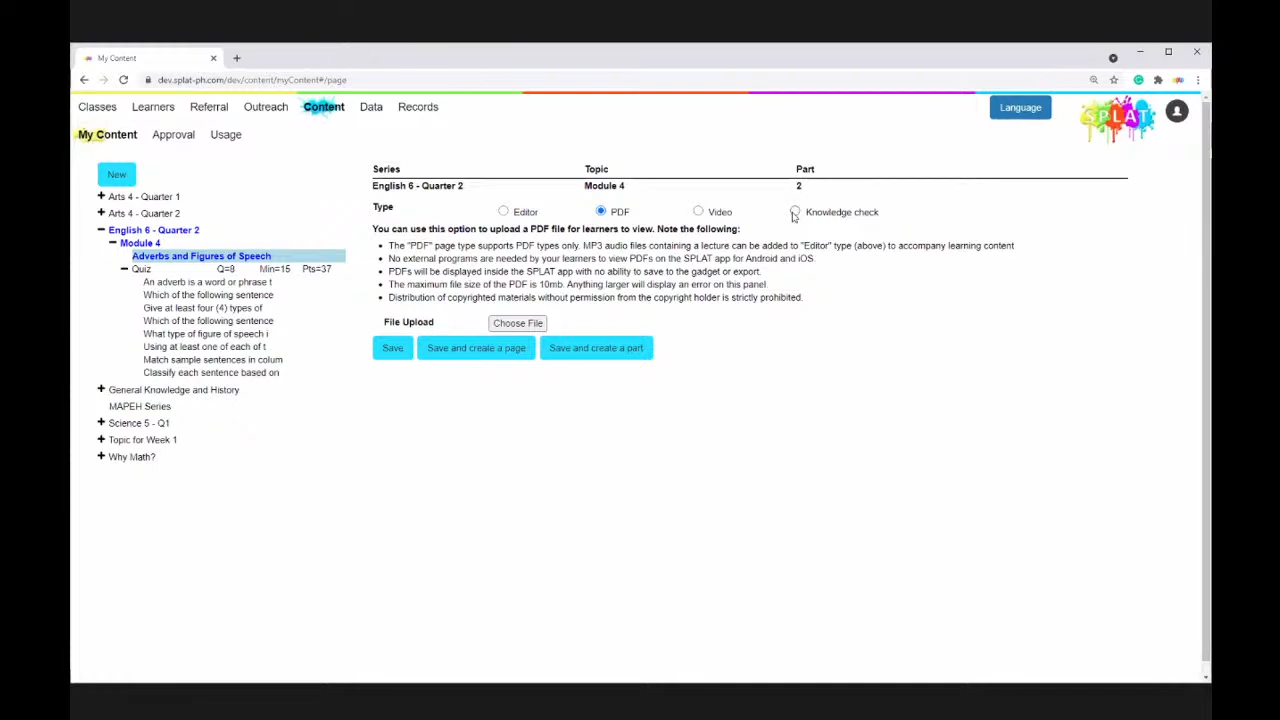 My Content
dev.splat-ph.com/dev/content/myContent#/page
Classes Learners Referral Outreach Content Data Records Language SPLAT
My Content Approval Usage
New
Arts 4 - Quarter 1
Arts 4 - Quarter 2
English 6 - Quarter 2
Module 4
Adverbs and Figures of Speech
Quiz Q=8 Min=15 Pts=37
An adverb is a word or phrase t
Which of the following sentence
Give at least four (4) types of
Which of the following sentence
What type of figure of speech i
Using at least one of each of t
Match sample sentences in colum
Classify each sentence based on
General Knowledge and History
MAPEH Series
Science 5 - Q1
Topic for Week 1
Why Math?
Series Topic Part
English 6 - Quarter 2 Module 4 2
Type Editor PDF Video Knowledge check
You can use this option to upload a PDF file for learners to view. Note the following:
The "PDF" page type supports PDF types only. MP3 audio files containing a lecture can be added to "Editor" type (above) to accompany learning content
No external programs are needed by your learners to view PDFs on the SPLAT app for Android and iOS.
PDFs will be displayed inside the SPLAT app with no ability to save to the gadget or export.
The maximum file size of the PDF is 10mb. Anything larger will display an error on this panel.
Distribution of copyrighted materials without permission from the copyright holder is strictly prohibited.
File Upload Choose File
Save Save and create a page Save and create a part